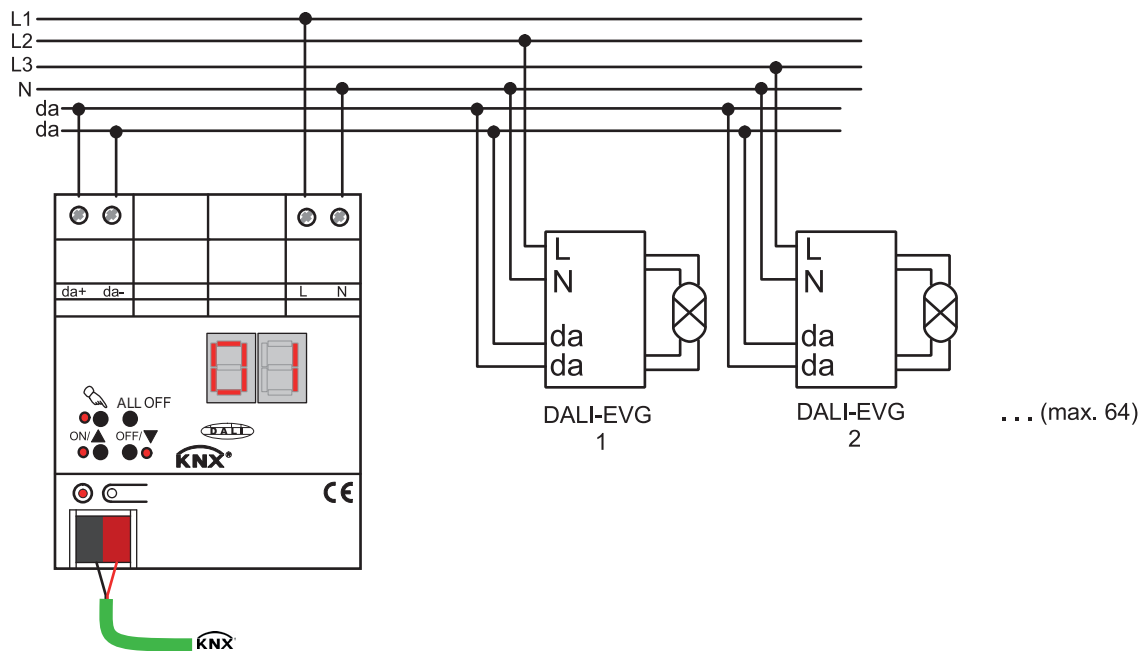 L1
L2
L3
N
da
da
da+ da- L N
01
ALL OFF
ON/▲ OFF/▼
DALI
KNX®
CE
KNX
L
N
da
da
DALI-EVG
1
L
N
da
da
DALI-EVG
2
... (max. 64)